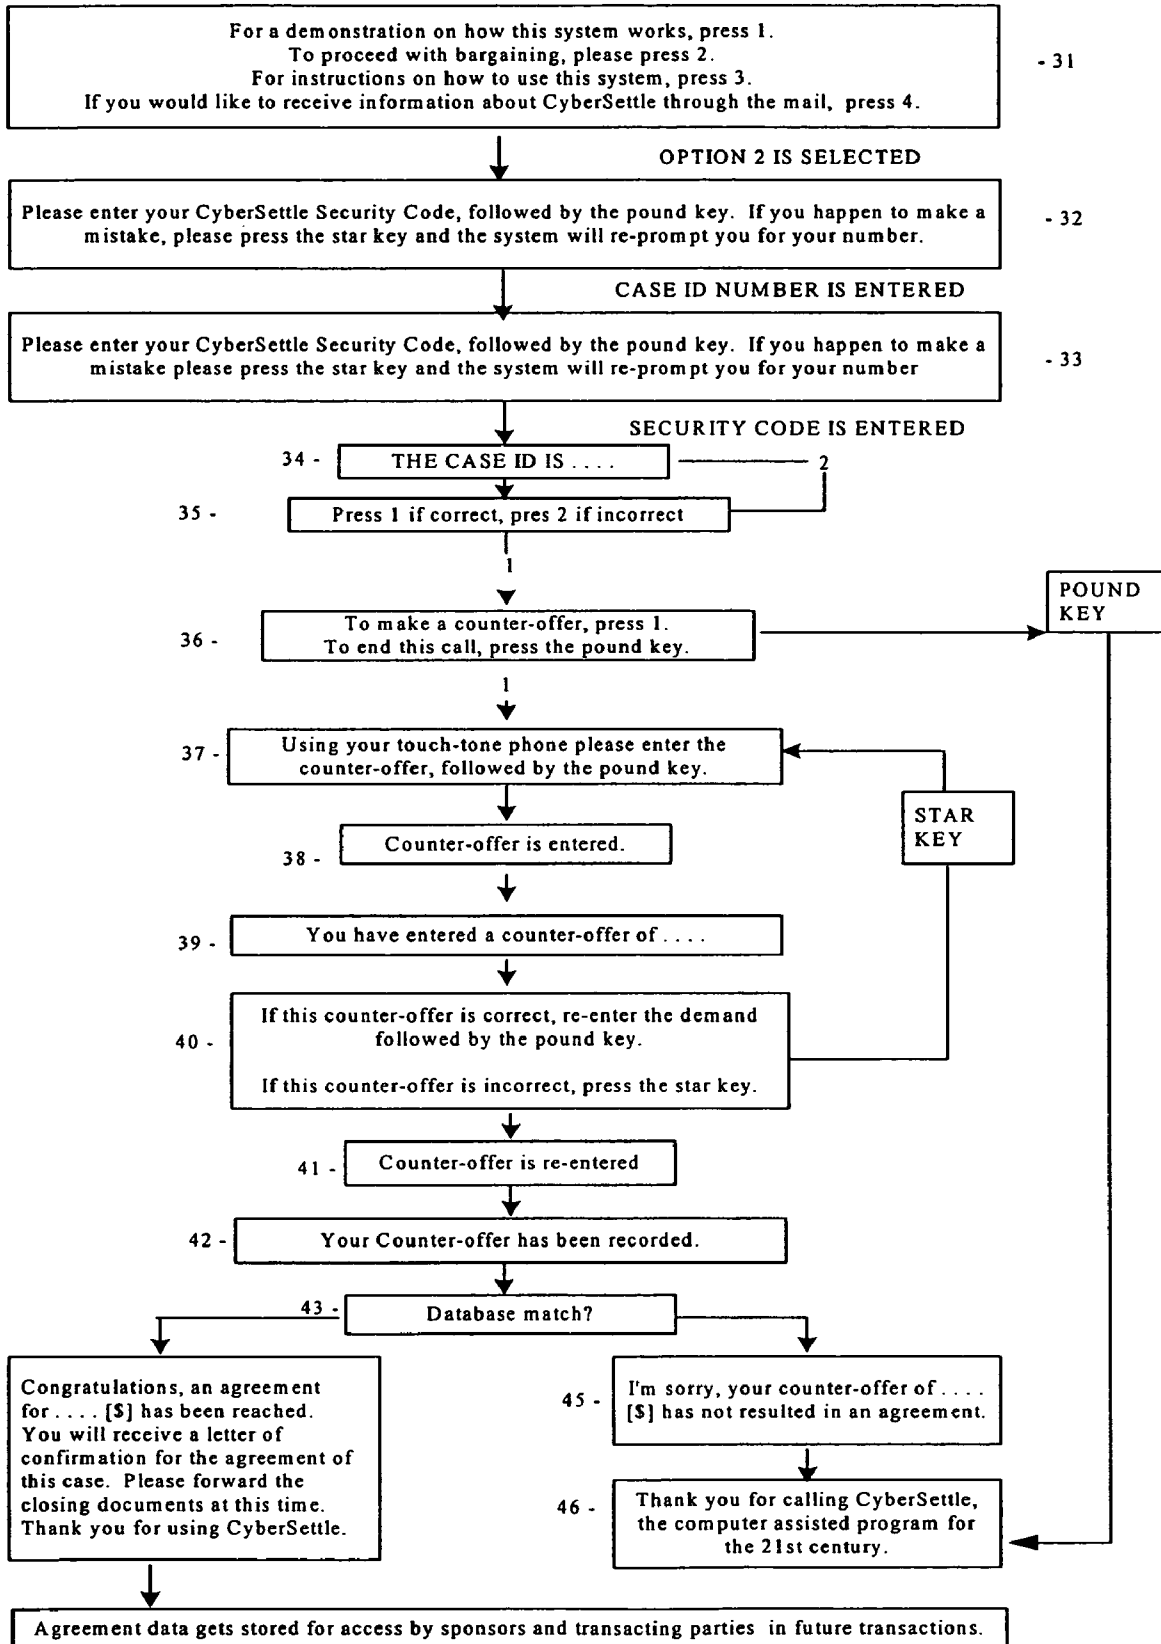 For a demonstration on how this system works, press 1.
To proceed with bargaining, please press 2.
For instructions on how to use this system, press 3.
If you would like to receive information about CyberSettle through the mail, press 4.
- 31
OPTION 2 IS SELECTED
Please enter your CyberSettle Security Code, followed by the pound key. If you happen to make a
mistake, please press the star key and the system will re-prompt you for your number.
- 32
CASE ID NUMBER IS ENTERED
Please enter your CyberSettle Security Code, followed by the pound key. If you happen to make a
mistake please press the star key and the system will re-prompt you for your number
- 33
SECURITY CODE IS ENTERED
34 -
THE CASE ID IS . . . .
2
35 -
Press 1 if correct, pres 2 if incorrect
1
POUND
KEY
36 -
To make a counter-offer, press 1.
To end this call, press the pound key.
1
37 -
Using your touch-tone phone please enter the
counter-offer, followed by the pound key.
STAR
KEY
38 -
Counter-offer is entered.
39 -
You have entered a counter-offer of . . . .
40 -
If this counter-offer is correct, re-enter the demand
followed by the pound key.
If this counter-offer is incorrect, press the star key.
41 -
Counter-offer is re-entered
42 -
Your Counter-offer has been recorded.
43 -
Database match?
Congratulations, an agreement
for . . . . [$] has been reached.
You will receive a letter of
confirmation for the agreement of
this case. Please forward the
closing documents at this time.
Thank you for using CyberSettle.
45 -
I'm sorry, your counter-offer of . . . .
[$] has not resulted in an agreement.
46 -
Thank you for calling CyberSettle,
the computer assisted program for
the 21st century.
Agreement data gets stored for access by sponsors and transacting parties in future transactions.